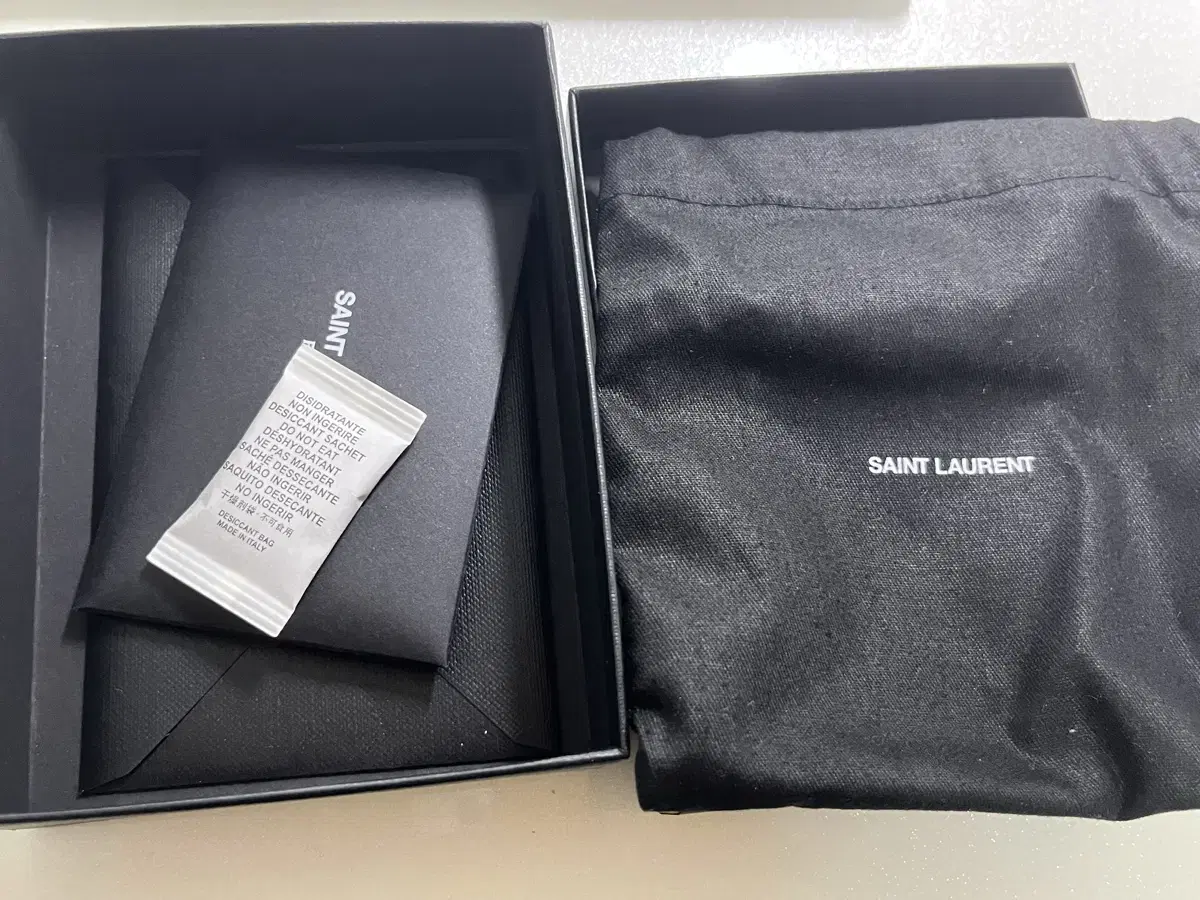 SAINT
DISIDRATANTE
NON INGERIRE
DESICCANT SACHET
DO NOT EAT
DÉSHYDRATANT
NE PAS MANGER
SACHÉ DESSECANTE
NÃO INGERIR
SAQUITO DESECANTE
NO INGERIR
干燥剂袋·不可食用
DESICCANT BAG
MADE IN ITALY
SAINT LAURENT